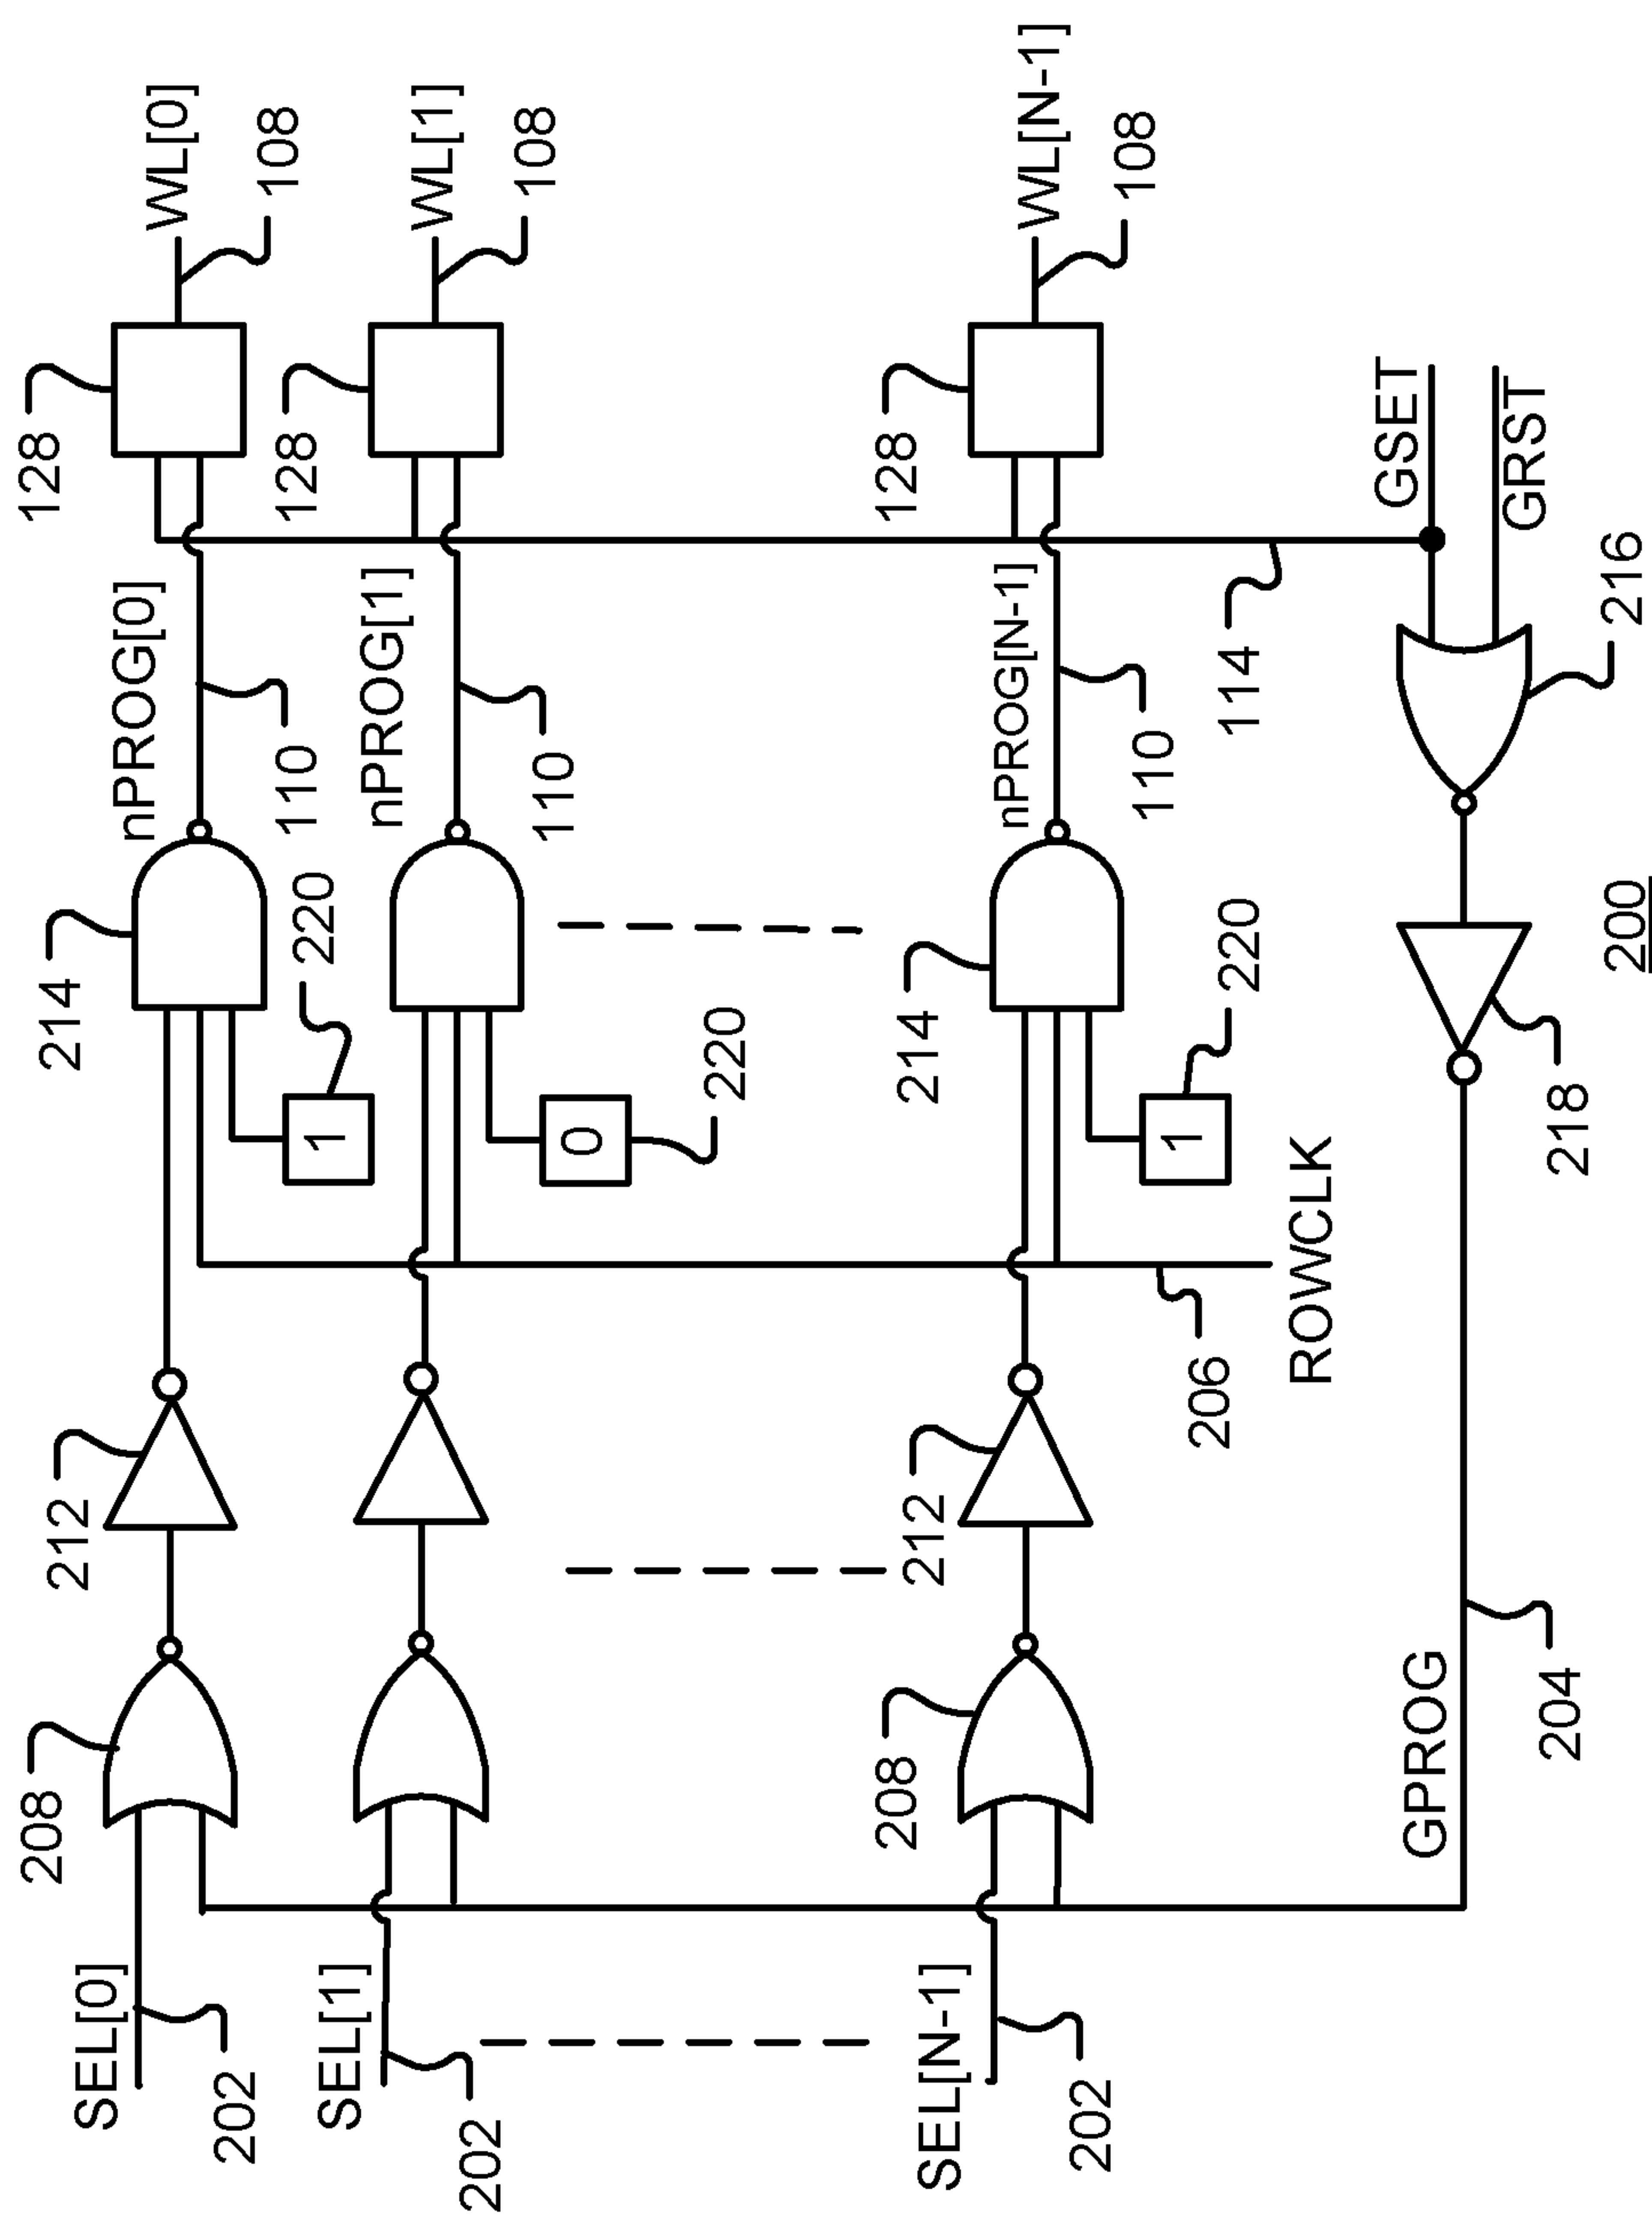 SEL[0]
202
208
212
214
nPROG[0]
110
128
WL[0]
108
1
220
SEL[1]
202
0
220
nPROG[1]
110
128
WL[1]
108
SEL[N-1]
202
208
212
214
nPROG[N-1]
110
128
WL[N-1]
108
1
220
206
ROWCLK
114
GPROG
204
218
216
GSET
GRST
200